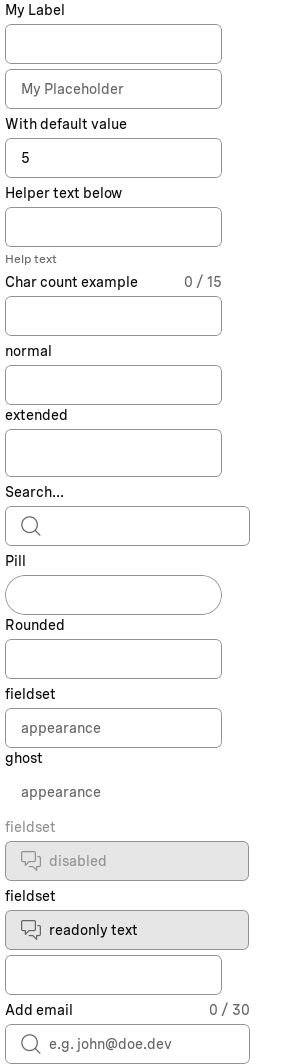 My Label
My Placeholder
With default value
5
Helper text below
Help text
Char count example 0 / 15
normal
extended
Search...
Pill
Rounded
fieldset
appearance
ghost
appearance
fieldset
disabled
fieldset
readonly text
Add email 0 / 30
e.g. john@doe.dev